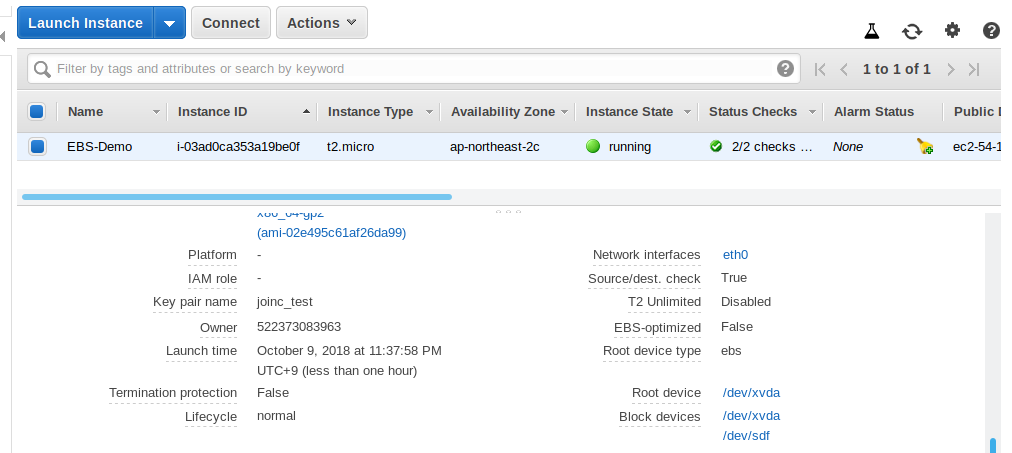 Launch Instance Connect Actions
Filter by tags and attributes or search by keyword ? 1 to 1 of 1 ?
Name Instance ID Instance Type Availability Zone Instance State Status Checks Alarm Status Public
EBS-Demo i-03ad0ca353a19be0f t2.micro ap-northeast-2c running 2/2 checks ... None ec2-54-1
x86_64-gp2
(ami-02e495c61af26da99)
Platform - Network interfaces eth0
IAM role - Source/dest. check True
Key pair name joinc_test T2 Unlimited Disabled
Owner 522373083963 EBS-optimized False
Launch time October 9, 2018 at 11:37:58 PM Root device type ebs
UTC+9 (less than one hour)
Termination protection False Root device /dev/xvda
Lifecycle normal Block devices /dev/xvda
/dev/sdf